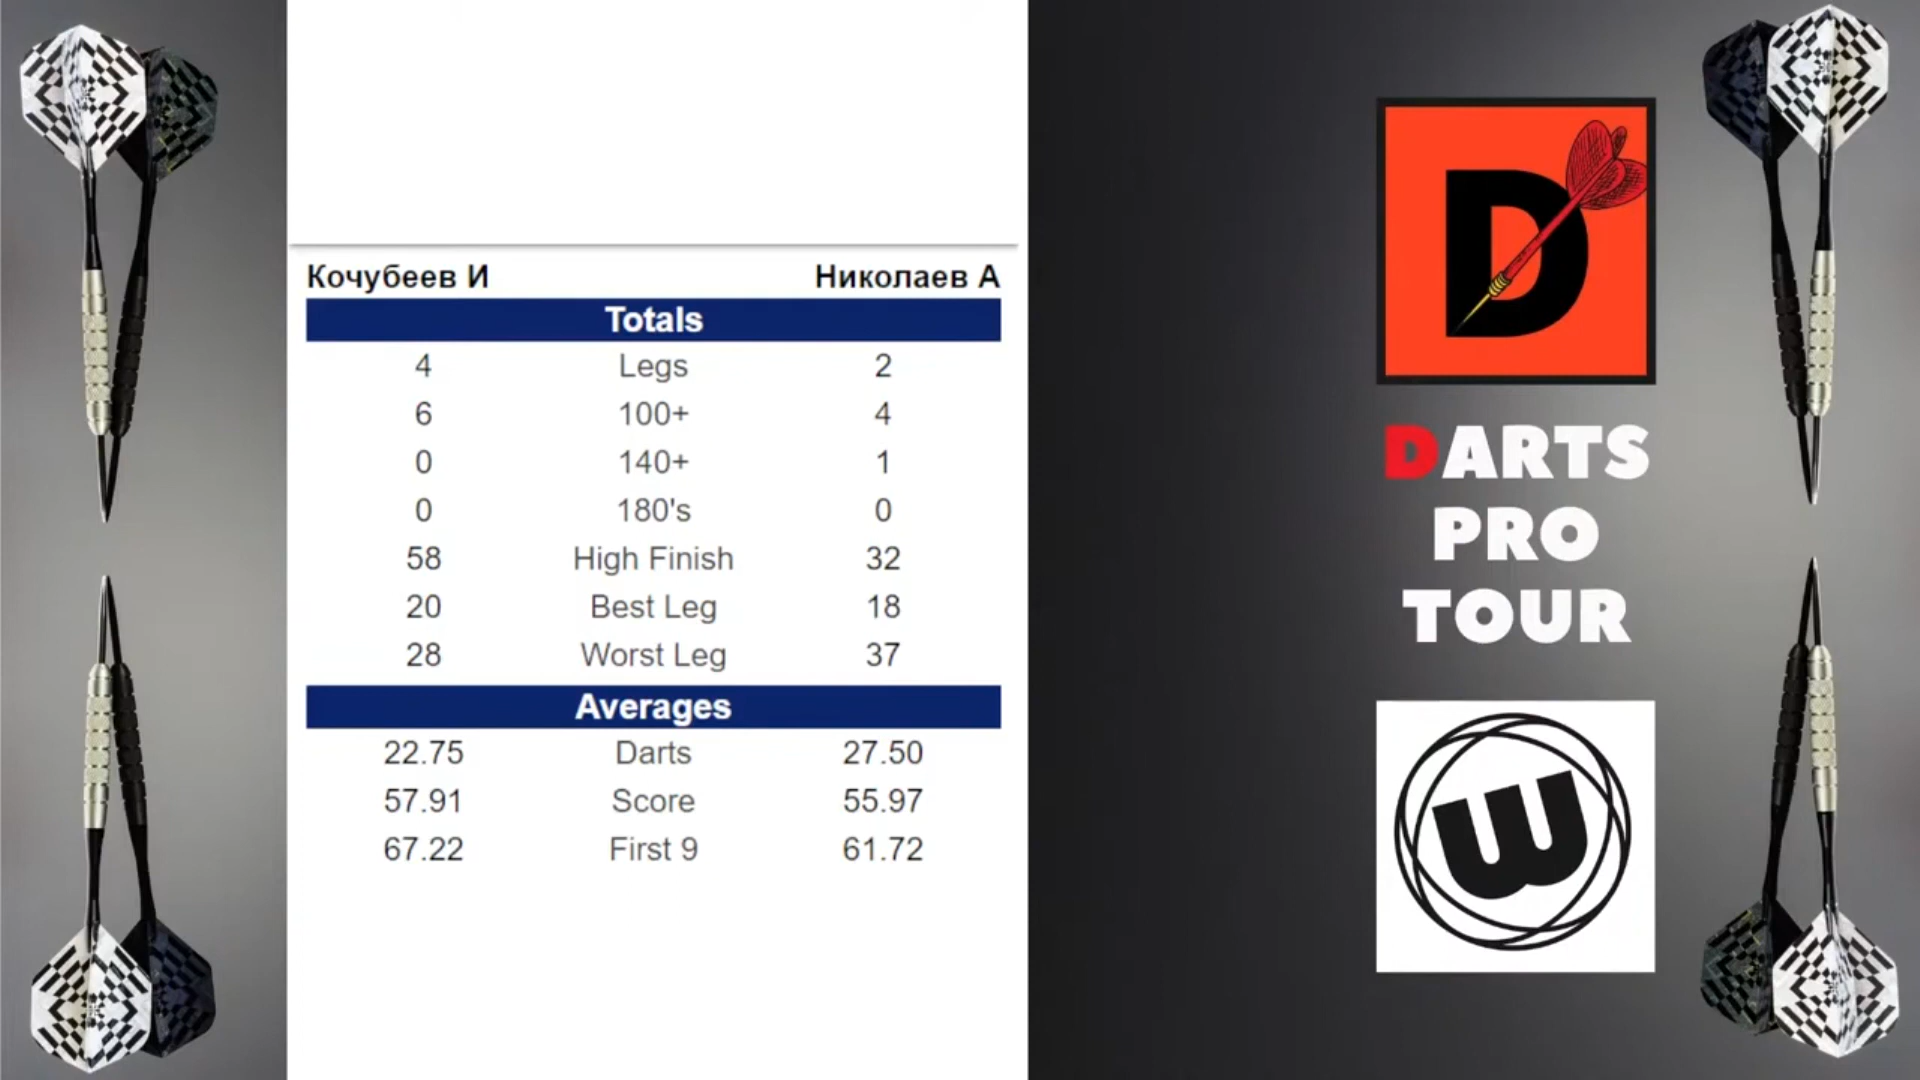 Кочубеев И Николаев А
Totals
4 Legs 2
6 100+ 4
0 140+ 1
0 180's 0
58 High Finish 32
20 Best Leg 18
28 Worst Leg 37
Averages
22.75 Darts 27.50
57.91 Score 55.97
67.22 First 9 61.72
D
DARTS
PRO
TOUR
W